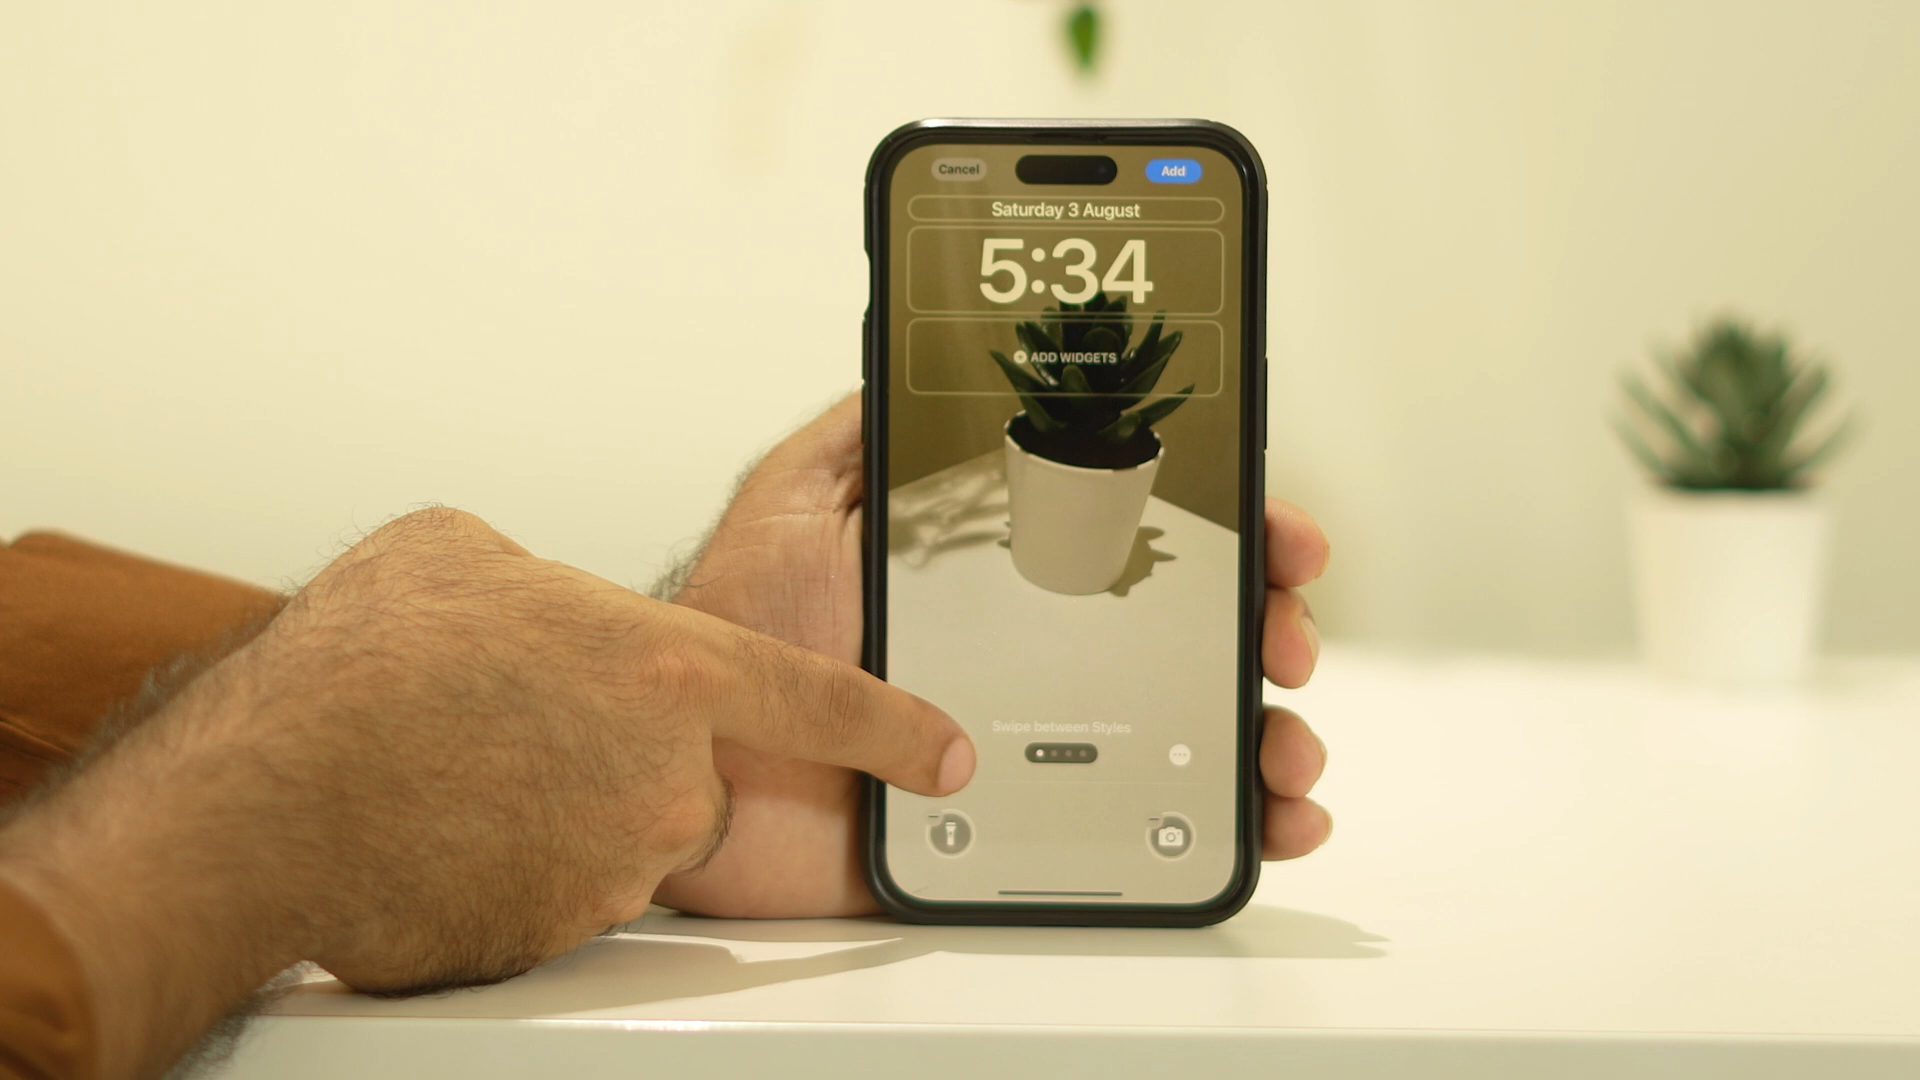 Cancel
Add
Saturday 3 August
5:34
ADD WIDGETS
Swipe between Styles